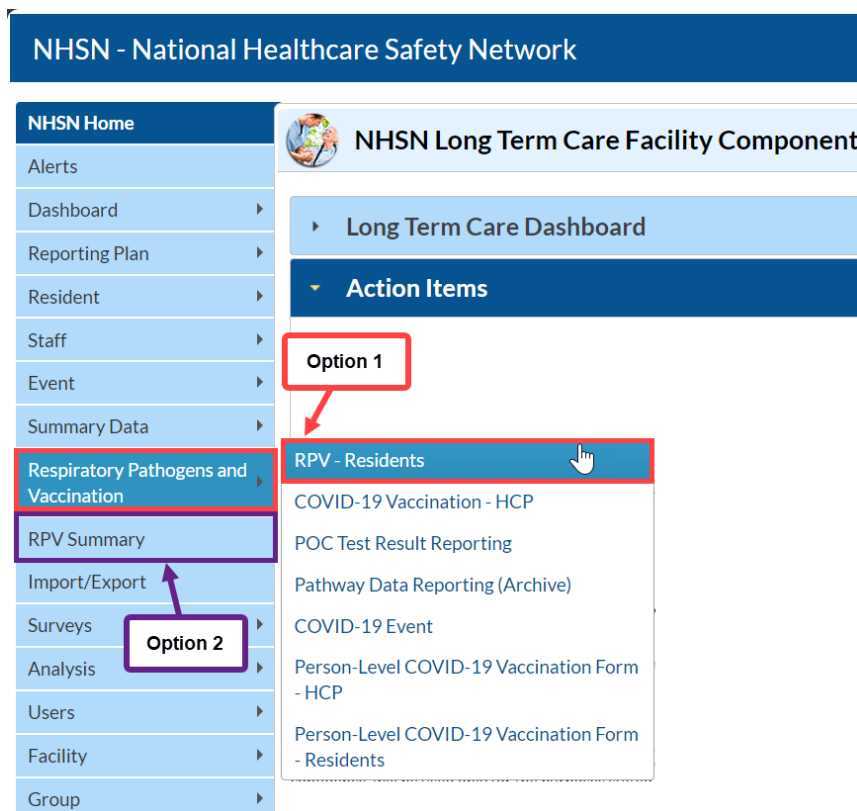 NHSN - National Healthcare Safety Network
NHSN Home
Alerts
Dashboard
Reporting Plan
Resident
Staff
Event
Summary Data
Respiratory Pathogens and
Vaccination
RPV Summary
Import/Export
Surveys
Analysis
Users
Facility
Group
Option 2
NHSN Long Term Care Facility Component
Long Term Care Dashboard
Action Items
Option 1
RPV - Residents
COVID-19 Vaccination - HCP
POC Test Result Reporting
Pathway Data Reporting (Archive)
COVID-19 Event
Person-Level COVID-19 Vaccination Form
- HCP
Person-Level COVID-19 Vaccination Form
- Residents